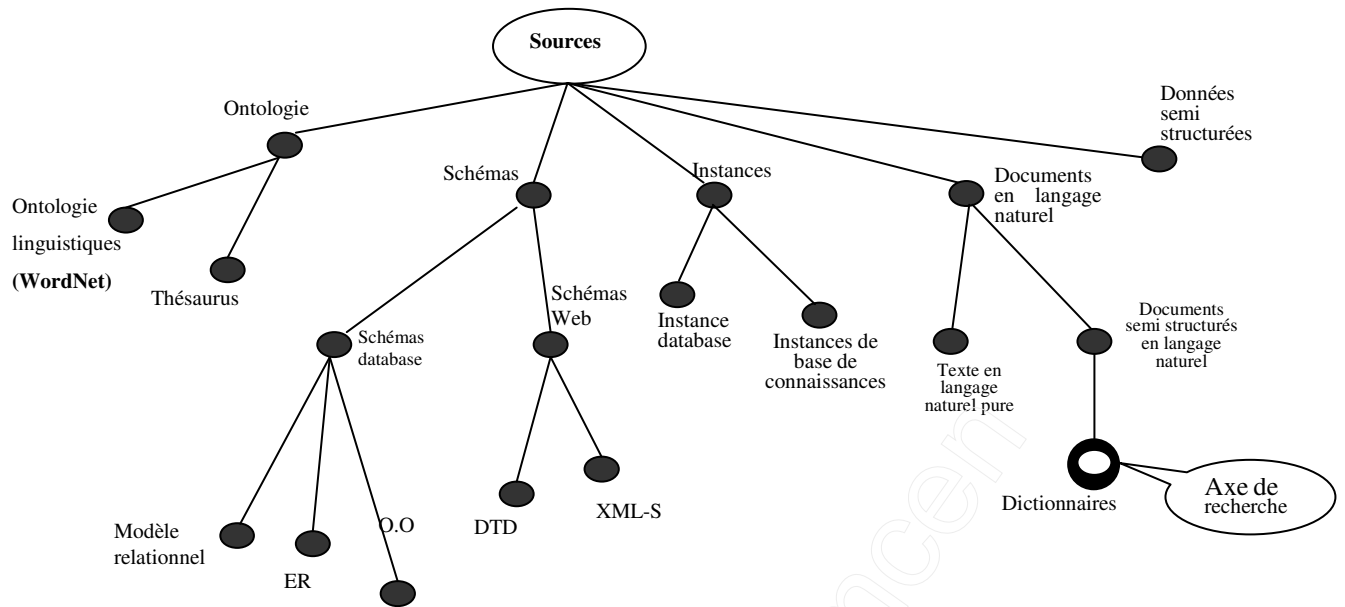 Sources
Ontologie
Données
semi
structurées
Schémas
Instances
Documents
en langage
naturel
Ontologie
linguistiques
(WordNet)
Thésaurus
Schémas
database
Schémas
Web
Instance
database
Instances de
base de
connaissances
Texte en
langage
naturel pure
Documents
semi structurés
en langage
naturel
Modèle
relationnel
ER
O.O
DTD
XML-S
Dictionnaires
Axe de
recherche